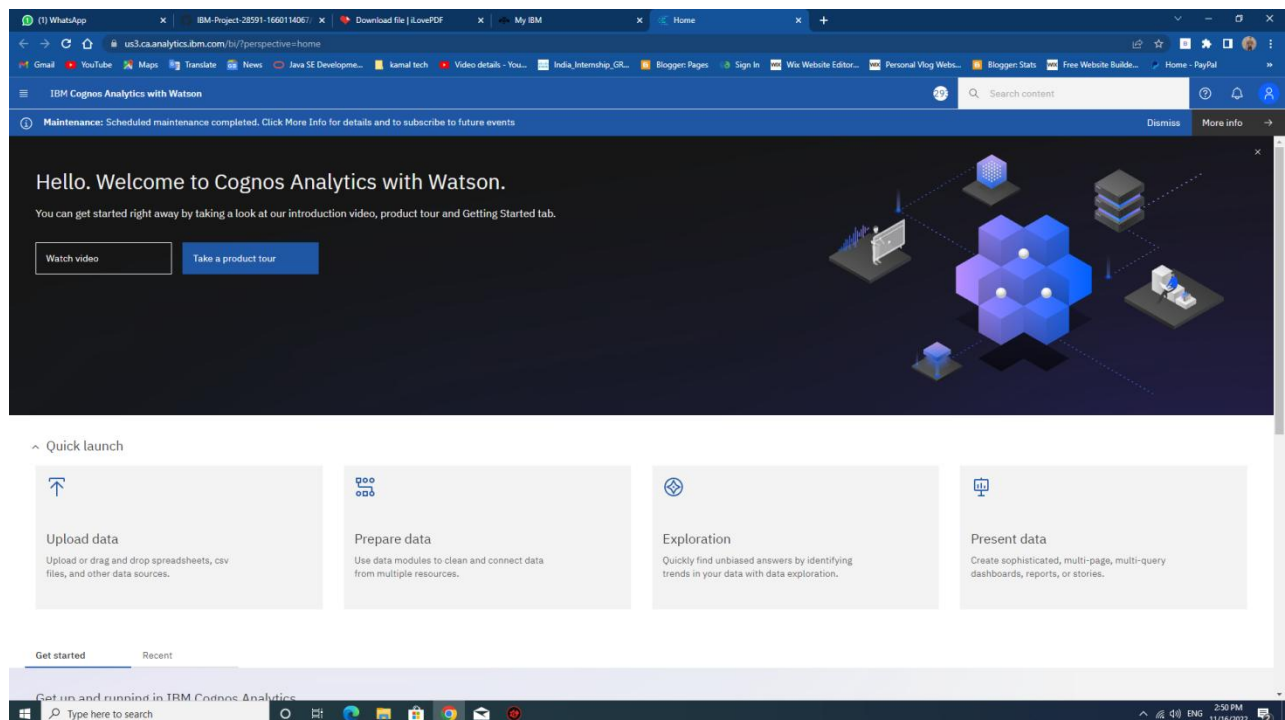 (1) WhatsApp
IBM-Project-28591-1660114067/
Download file | iLovePDF
My IBM
Home
us3.ca.analytics.ibm.com/bi/?perspective=home
Gmail
YouTube
Maps
Translate
News
Java SE Developme...
kamal tech
Video details - You...
India_Internship_GR...
Blogger: Pages
Sign In
Wix Website Editor...
Personal Vlog Webs...
Blogger: Stats
Free Website Builde...
Home - PayPal
»
IBM Cognos Analytics with Watson
Search content
Maintenance: Scheduled maintenance completed. Click More Info for details and to subscribe to future events
Dismiss
More info
Hello. Welcome to Cognos Analytics with Watson.
You can get started right away by taking a look at our introduction video, product tour and Getting Started tab.
Watch video
Take a product tour
Quick launch
Upload data
Upload or drag and drop spreadsheets, csv
files, and other data sources.
Prepare data
Use data modules to clean and connect data
from multiple resources.
Exploration
Quickly find unbiased answers by identifying
trends in your data with data exploration.
Present data
Create sophisticated, multi-page, multi-query
dashboards, reports, or stories.
Get started
Recent
Get up and running in IBM Cognos Analytics
Type here to search
ENG
2:50 PM
11/16/2022